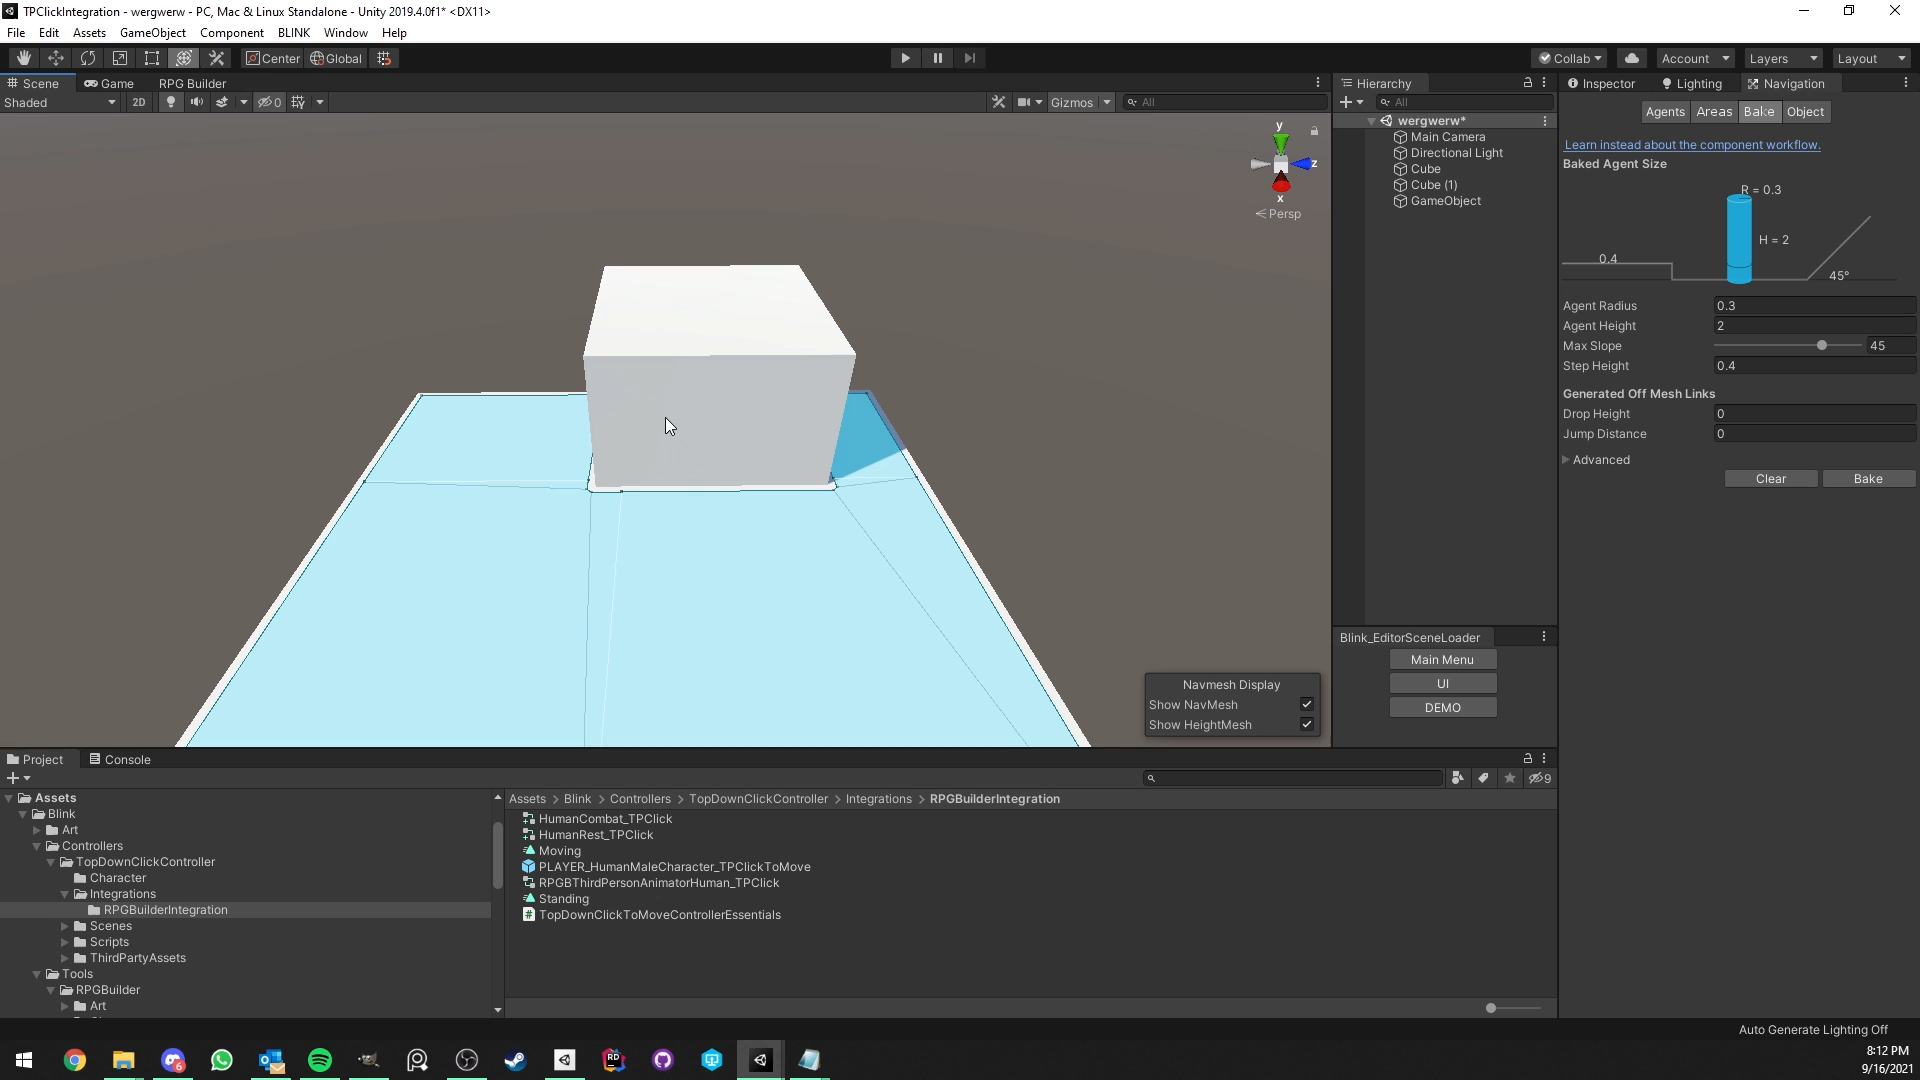 TPClickIntegration - wergwerw - PC, Mac & Linux Standalone - Unity 2019.4.0f1* <DX11>
File Edit Assets GameObject Component BLINK Window Help
Center Global Collab Account Layers Layout
Scene Game RPG Builder
Shaded 2D 0 Gizmos All
y
z
x
Persp
Hierarchy
All
wergwerw*
Main Camera
Directional Light
Cube
Cube (1)
GameObject
Inspector Lighting Navigation
Agents Areas Bake Object
Learn instead about the component workflow.
Baked Agent Size
R = 0.3
H = 2
0.4
45°
Agent Radius 0.3
Agent Height 2
Max Slope 45
Step Height 0.4
Generated Off Mesh Links
Drop Height 0
Jump Distance 0
Advanced
Clear Bake
Navmesh Display
Show NavMesh
Show HeightMesh
Blink_EditorSceneLoader
Main Menu
UI
DEMO
Project Console
9
Assets
Blink
Art
Controllers
TopDownClickController
Character
Integrations
RPGBuilderIntegration
Scenes
Scripts
ThirdPartyAssets
Tools
RPGBuilder
Art
Assets > Blink > Controllers > TopDownClickController > Integrations > RPGBuilderIntegration
HumanCombat_TPClick
HumanRest_TPClick
Moving
PLAYER_HumanMaleCharacter_TPClickToMove
RPGBThirdPersonAnimatorHuman_TPClick
Standing
TopDownClickToMoveControllerEssentials
Auto Generate Lighting Off
6
RD
8:12 PM
9/16/2021